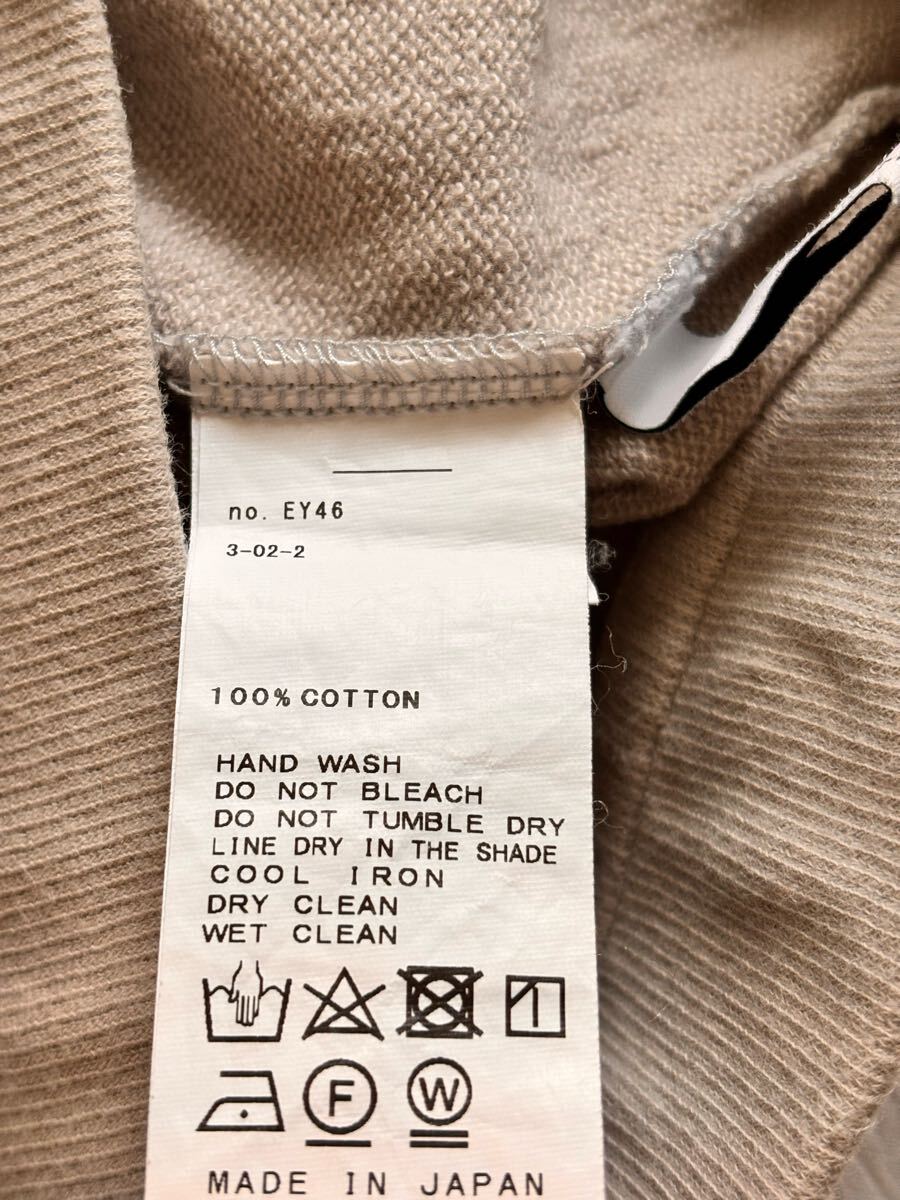 no. EY46
3-02-2
100% COTTON
HAND WASH
DO NOT BLEACH
DO NOT TUMBLE DRY
LINE DRY IN THE SHADE
COOL IRON
DRY CLEAN
WET CLEAN
F W
MADE IN JAPAN